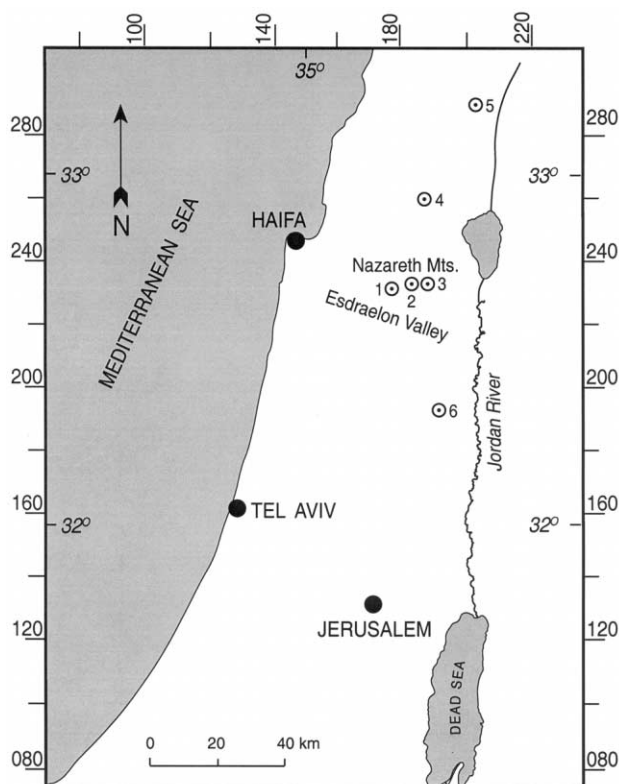 100
140
180
220
35°
280
280
5
33°
33°
260
4
260
N
HAIFA
MEDITERRANEAN SEA
240
240
Nazareth Mts.
1
2
3
Esdraelon Valley
200
200
6
Jordan River
160
160
TEL AVIV
32°
32°
JERUSALEM
120
120
DEAD SEA
0 20 40 km
080
080